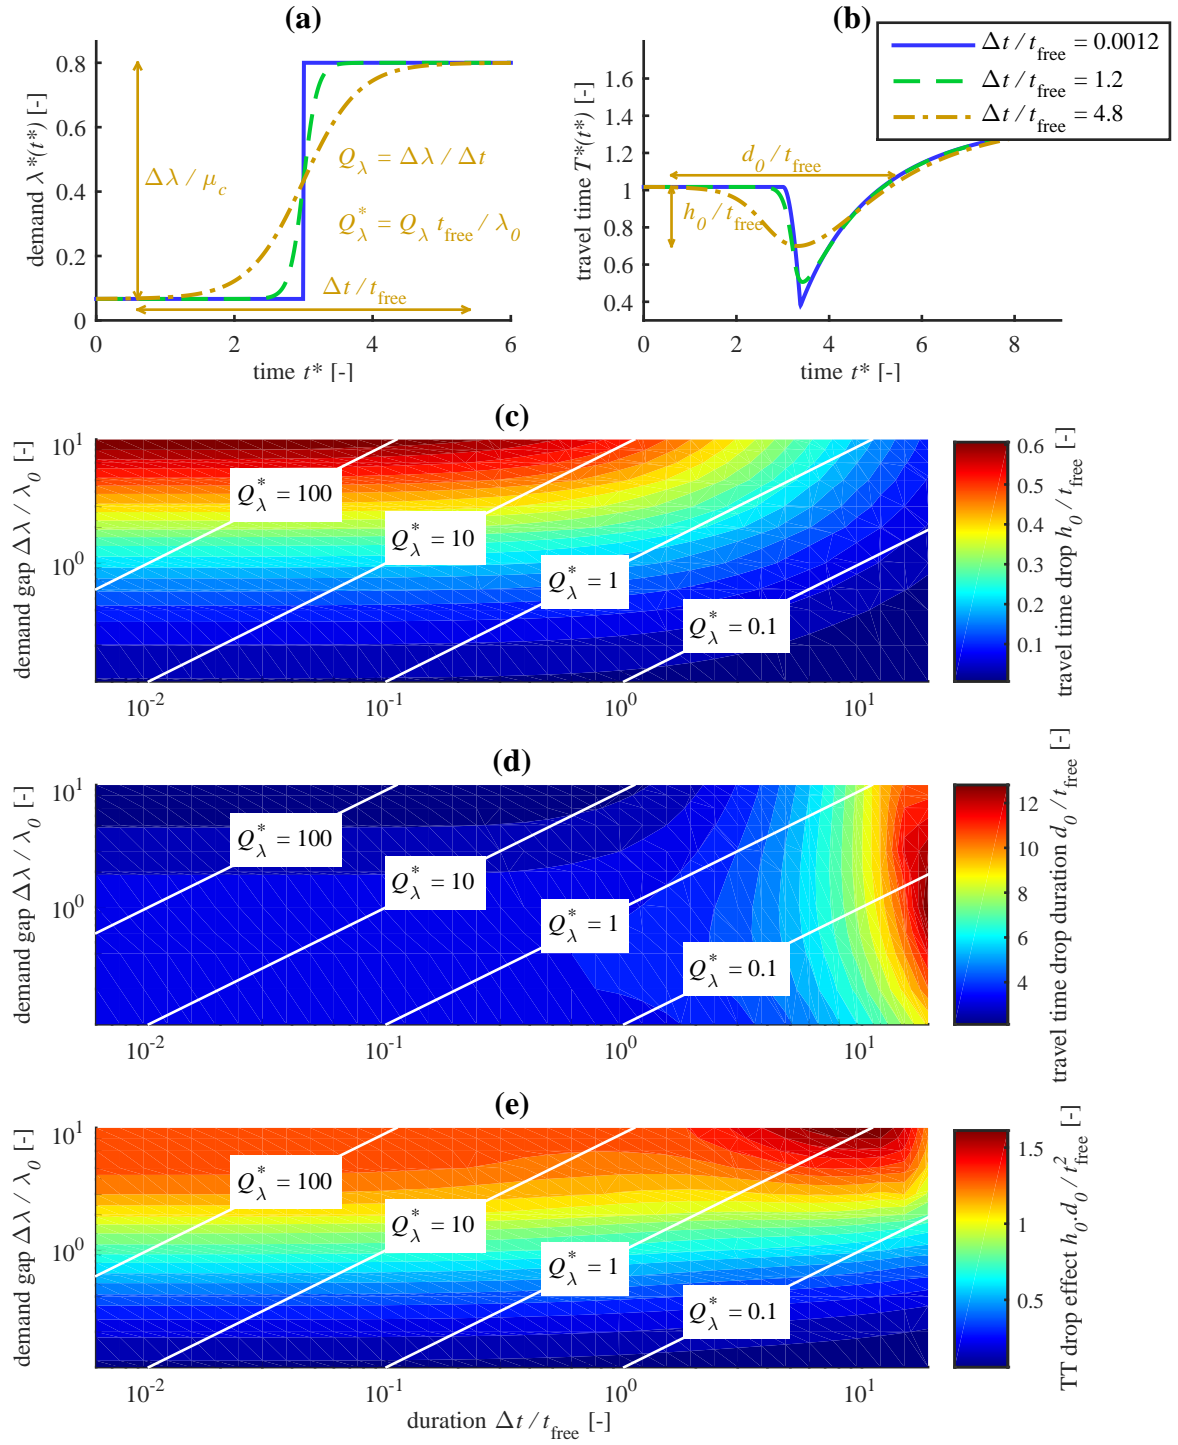 (a)
demand λ*(t*) [-]
0.8
0.6
0.4
0.2
0
Δλ / μc
Qλ = Δλ / Δt
Q*λ = Qλ tfree / λ0
Δt / tfree
0 2 4 6
time t* [-]
(b)
Δt / tfree = 0.0012
Δt / tfree = 1.2
Δt / tfree = 4.8
travel time T*(t*) [-]
1.6
1.4
1.2
1
0.8
0.6
0.4
d0 / tfree
h0 / tfree
0 2 4 6 8
time t* [-]
(c)
demand gap Δλ / λ0 [-]
10^1
10^0
Q*λ = 100
Q*λ = 10
Q*λ = 1
Q*λ = 0.1
10^-2 10^-1 10^0 10^1
0.6
0.5
0.4
0.3
0.2
0.1
travel time drop h0 / tfree [-]
(d)
demand gap Δλ / λ0 [-]
10^1
10^0
Q*λ = 100
Q*λ = 10
Q*λ = 1
Q*λ = 0.1
10^-2 10^-1 10^0 10^1
12
10
8
6
4
travel time drop duration d0 / tfree [-]
(e)
demand gap Δλ / λ0 [-]
10^1
10^0
Q*λ = 100
Q*λ = 10
Q*λ = 1
Q*λ = 0.1
10^-2 10^-1 10^0 10^1
duration Δt / tfree [-]
1.5
1
0.5
TT drop effect h0.d0 / t^2free [-]